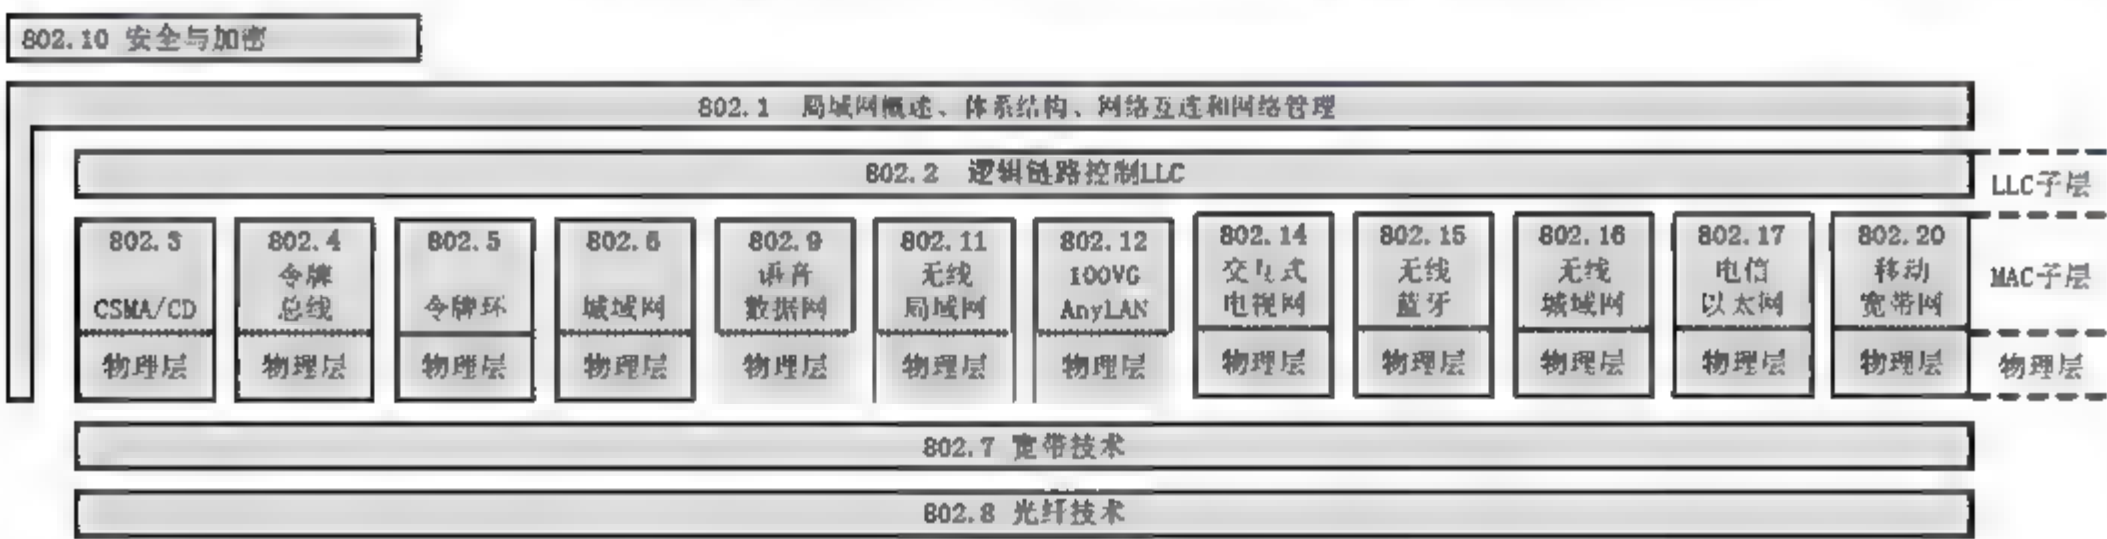 802.10 安全与加密
802.1 局域网概述、体系结构、网络互连和网络管理
802.2 逻辑链路控制LLC
LLC子层
802.3
CSMA/CD
物理层
802.4
令牌
总线
物理层
802.5
令牌环
物理层
802.6
城域网
物理层
802.9
语音
数据网
物理层
802.11
无线
局域网
物理层
802.12
100VG
AnyLAN
物理层
802.14
交互式
电视网
物理层
802.15
无线
蓝牙
物理层
802.16
无线
城域网
物理层
802.17
电信
以太网
物理层
802.20
移动
宽带网
物理层
MAC子层
物理层
802.7 宽带技术
802.8 光纤技术